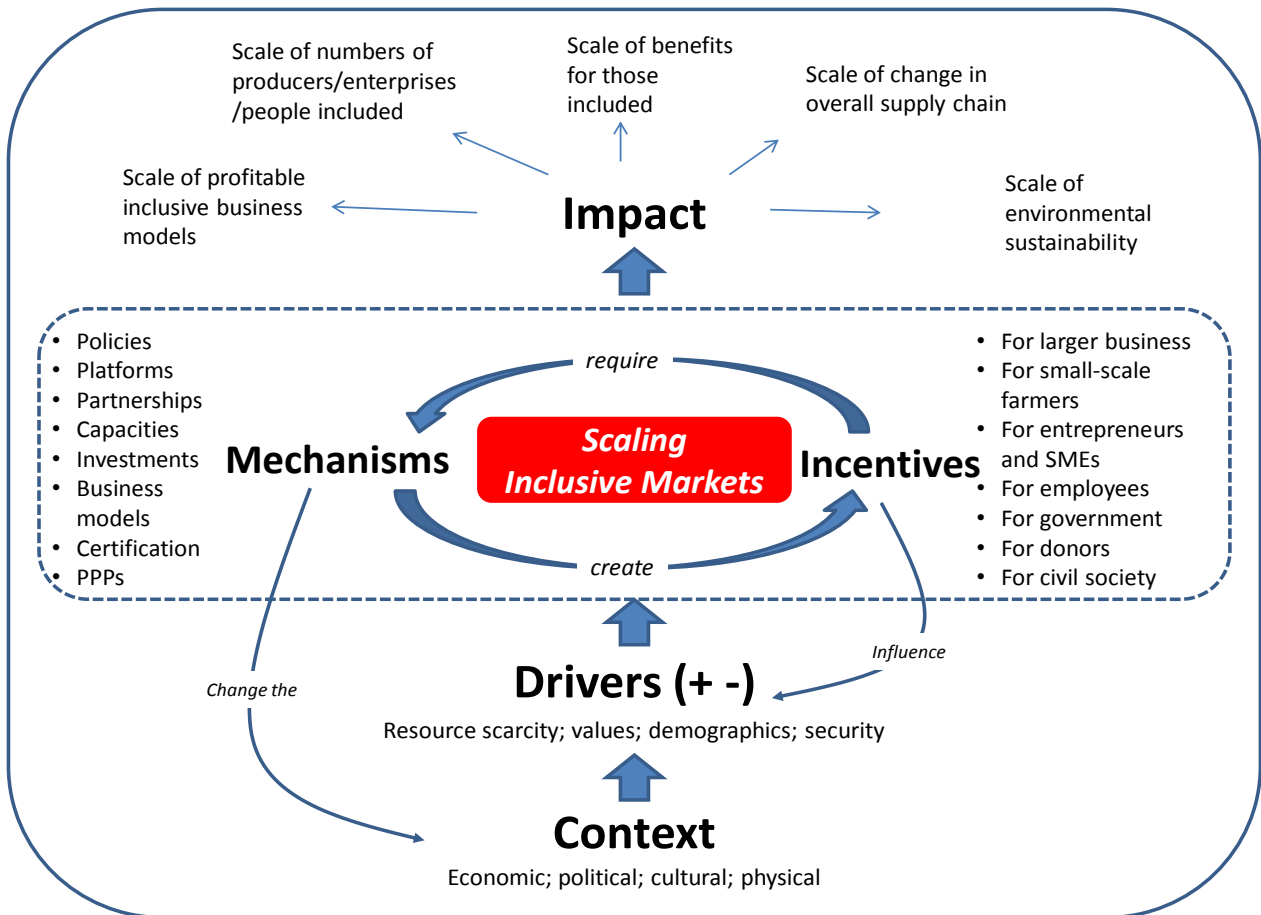 Scale of numbers of
producers/enterprises
/people included
Scale of benefits
for those
included
Scale of change in
overall supply chain
Scale of profitable
inclusive business
models
Impact
Scale of
environmental
sustainability
• Policies
• Platforms
• Partnerships
• Capacities
• Investments
• Business
models
• Certification
• PPPs
Mechanisms
require
Scaling
Inclusive Markets
create
Incentives
• For larger business
• For small-scale
farmers
• For entrepreneurs
and SMEs
• For employees
• For government
• For donors
• For civil society
Change the
Influence
Drivers (+ -)
Resource scarcity; values; demographics; security
Context
Economic; political; cultural; physical